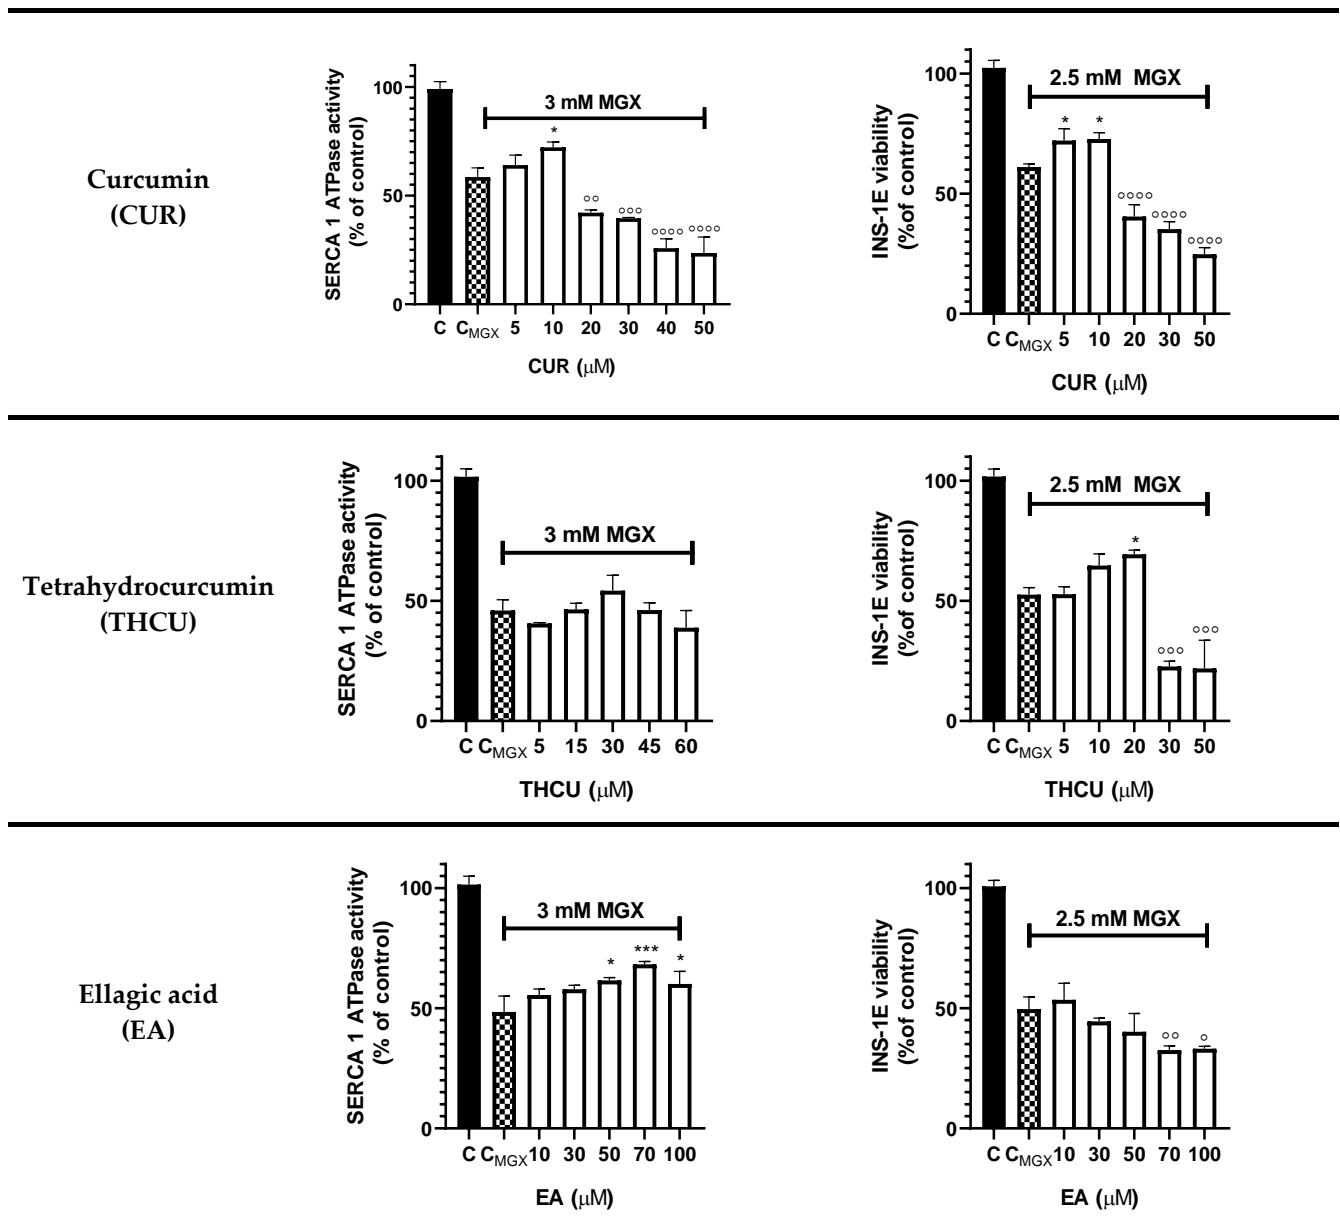 Curcumin
(CUR)
SERCA 1 ATPase activity
(% of control)
100
50
0
3 mM MGX
*
°°
°°°
°°°°
°°°°
C CMGX 5 10 20 30 40 50
CUR (μM)
INS-1E viability
(%of control)
100
50
0
2.5 mM MGX
*
*
°°°°
°°°°
°°°°
C CMGX 5 10 20 30 50
CUR (μM)
Tetrahydrocurcumin
(THCU)
SERCA 1 ATPase activity
(% of control)
100
50
0
3 mM MGX
C CMGX 5 15 30 45 60
THCU (μM)
INS-1E viability
(%of control)
100
50
0
2.5 mM MGX
*
°°°
°°°
C CMGX 5 10 20 30 50
THCU (μM)
Ellagic acid
(EA)
SERCA 1 ATPase activity
(% of control)
100
50
0
3 mM MGX
*
***
*
C CMGX 10 30 50 70 100
EA (μM)
INS-1E viability
(%of control)
100
50
0
2.5 mM MGX
°°
°
C CMGX 10 30 50 70 100
EA (μM)